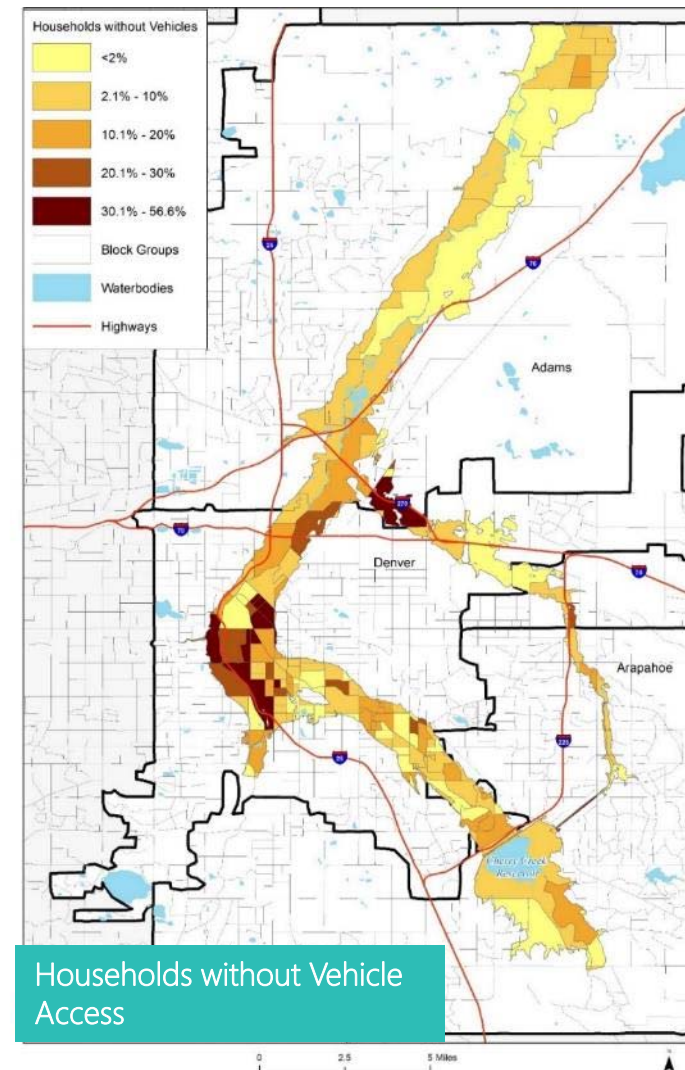 Households without Vehicles
<2%
2.1% - 10%
10.1% - 20%
20.1% - 30%
30.1% - 56.6%
Block Groups
Waterbodies
Highways
25
76
Adams
270
70
Denver
70
Arapahoe
225
25
Cherry Creek
Reservoir
Households without Vehicle
Access
0 2.5 5 Miles